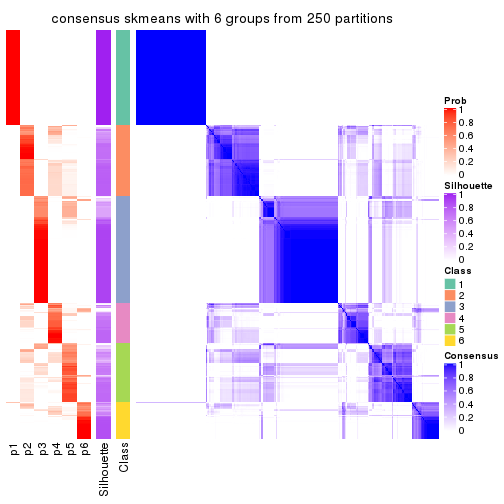 consensus skmeans with 6 groups from 250 partitions
Prob
1
0.8
0.6
0.4
0.2
0
Silhouette
1
0.8
0.6
0.4
0.2
0
Class
1
2
3
4
5
6
Consensus
1
0.8
0.6
0.4
0.2
0
p1
p2
p3
p4
p5
p6
Silhouette
Class